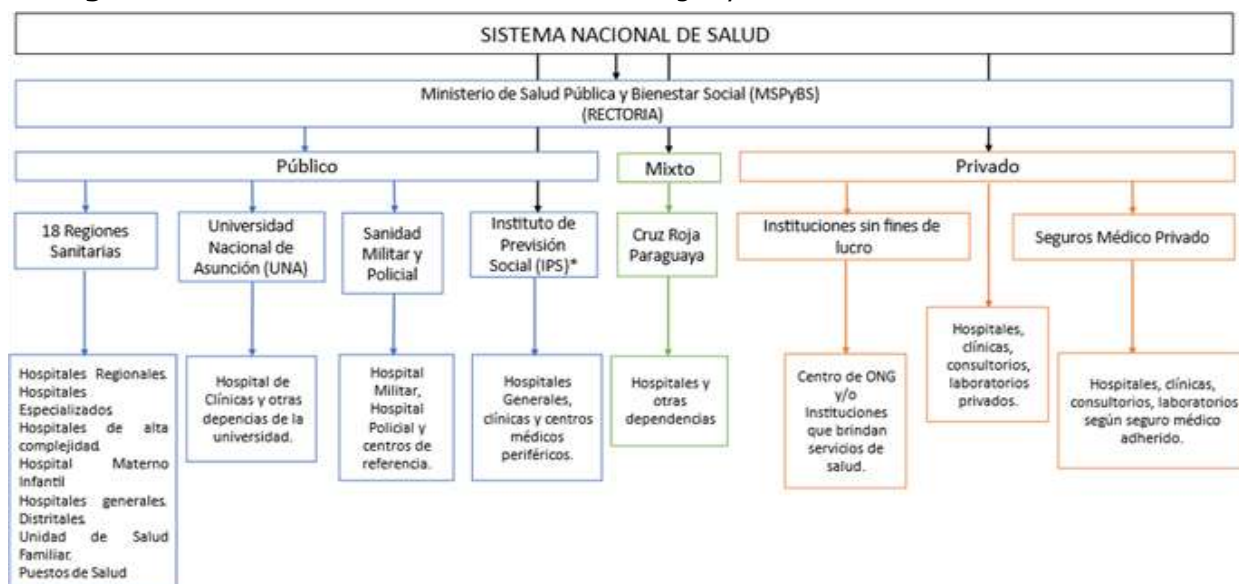 SISTEMA NACIONAL DE SALUD
Ministerio de Salud Pública y Bienestar Social (MSPyBS)
(RECTORIA)
Público
Mixto
Privado
18 Regiones
Sanitarias
Universidad
Nacional de
Asunción (UNA)
Sanidad
Militar y
Policial
Instituto de
Previsión
Social (IPS)*
Cruz Roja
Paraguaya
Instituciones sin fines de
lucro
Seguros Médico Privado
Hospitales Regionales.
Hospitales
Especializados
Hospitales de alta
complejidad.
Hospital Materno
Infantil
Hospitales generales.
Distritales.
Unidad de Salud
Familiar.
Puestos de Salud
Hospital de
Clínicas y otras
depencias de la
universidad.
Hospital
Militar,
Hospital
Policial y
centros de
referencia.
Hospitales
Generales,
clínicas y centros
médicos
periféricos.
Hospitales y
otras
dependencias
Centro de ONG
y/o
Instituciones
que brindan
servicios de
salud.
Hospitales,
clínicas,
consultorios,
laboratorios
privados.
Hospitales, clínicas,
consultorios, laboratorios
según seguro médico
adherido.